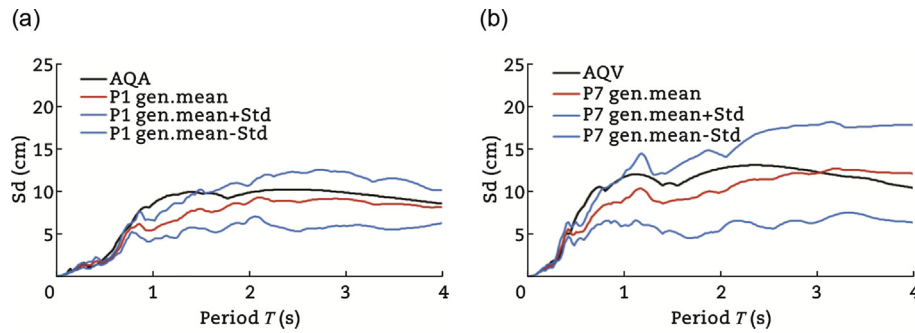 (a)
25
AQA
P1 gen.mean
20
P1 gen.mean+Std
P1 gen.mean-Std
15
Sd (cm)
10
5
0 1 2 3 4
Period T (s)
(b)
25
AQV
P7 gen.mean
20
P7 gen.mean+Std
P7 gen.mean-Std
15
Sd (cm)
10
5
0 1 2 3 4
Period T (s)